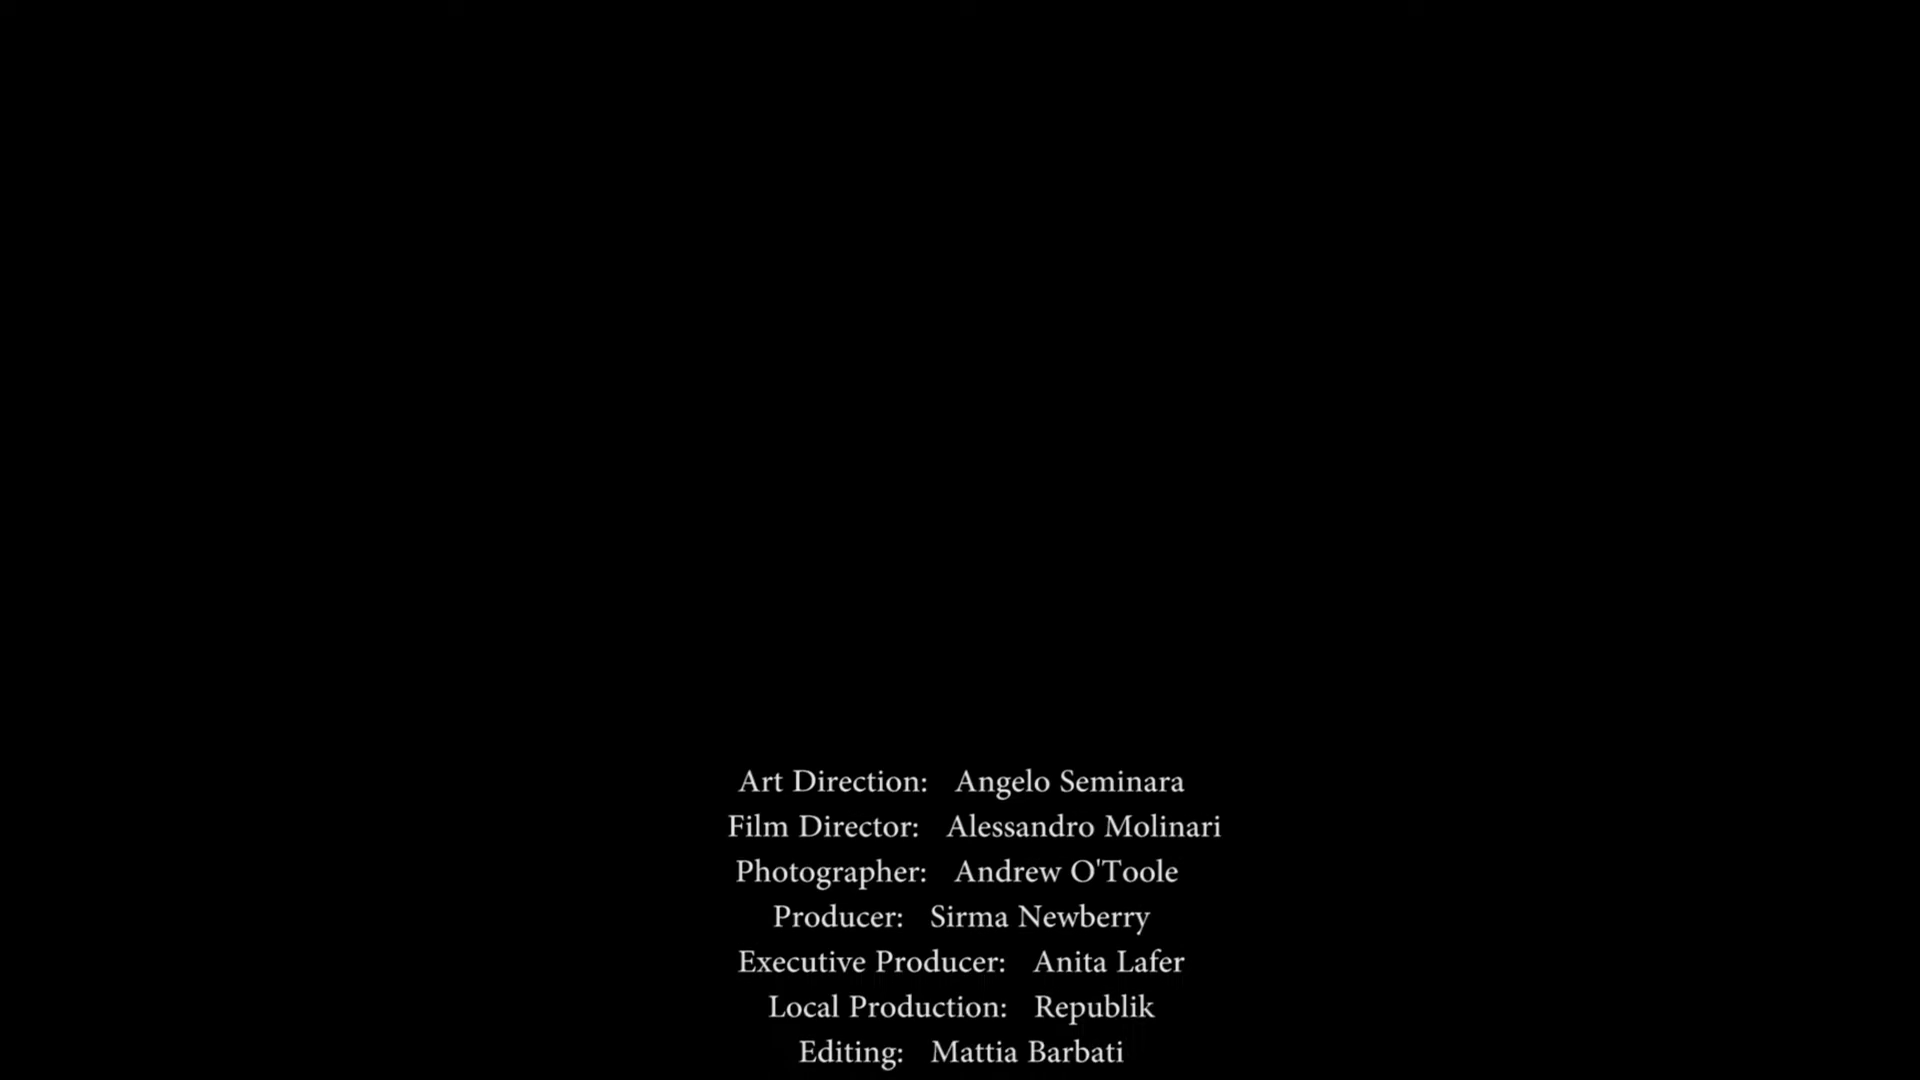 Art Direction: Angelo Seminara
Film Director: Alessandro Molinari
Photographer: Andrew O'Toole
Producer: Sirma Newberry
Executive Producer: Anita Lafer
Local Production: Republik
Editing: Mattia Barbati